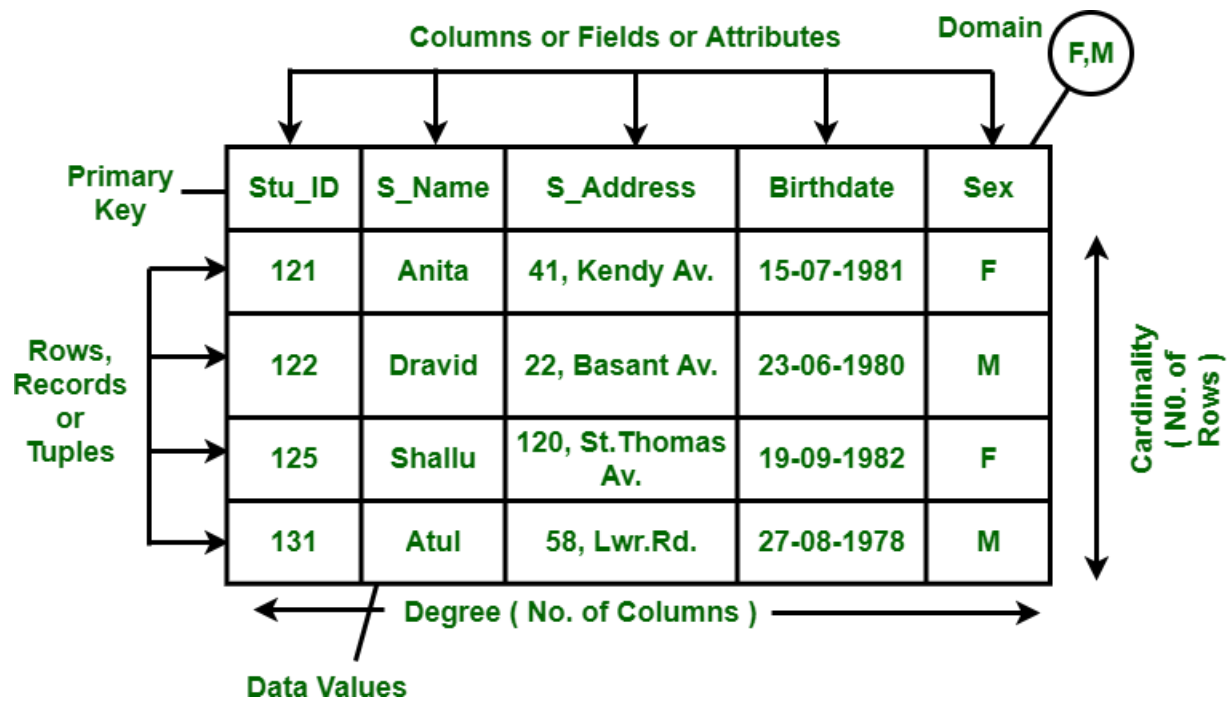 Columns or Fields or Attributes
Domain
F,M
Primary
Key
Stu_ID S_Name S_Address Birthdate Sex
121 Anita 41, Kendy Av. 15-07-1981 F
122 Dravid 22, Basant Av. 23-06-1980 M
125 Shallu 120, St.Thomas Av. 19-09-1982 F
131 Atul 58, Lwr.Rd. 27-08-1978 M
Rows,
Records
or
Tuples
Cardinality
( N0. of
Rows )
Degree ( No. of Columns )
Data Values